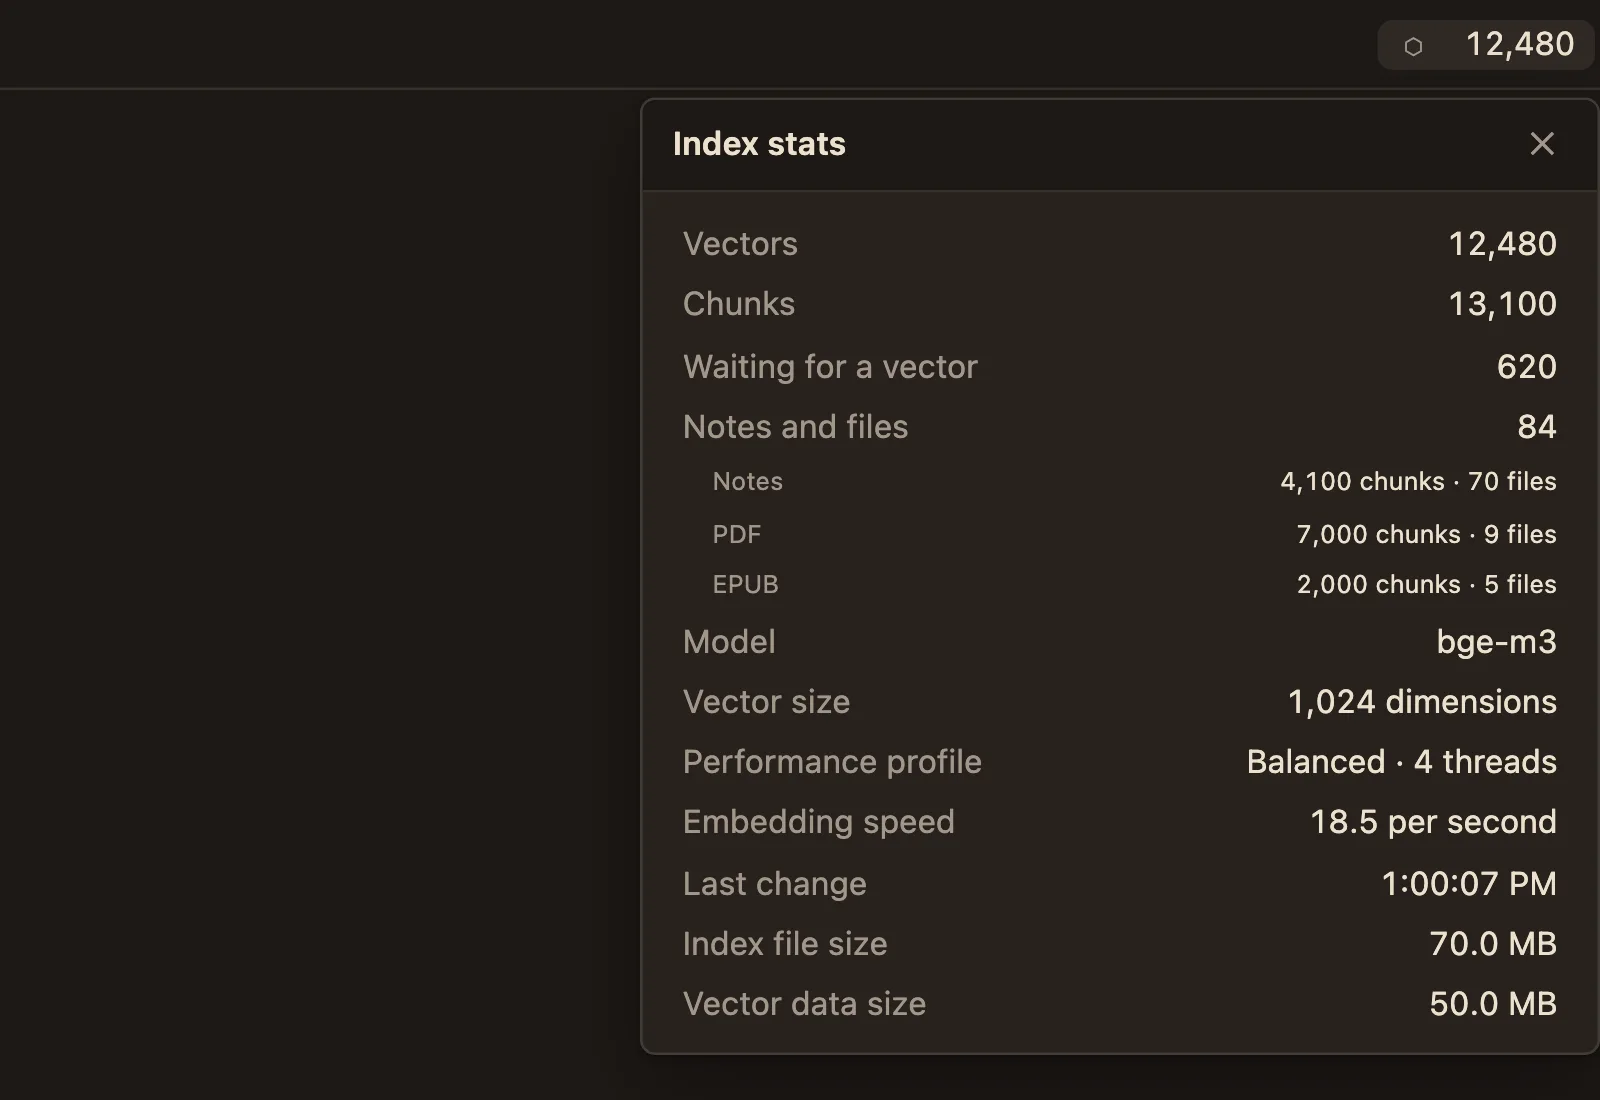 12,480
Index stats
Vectors 12,480
Chunks 13,100
Waiting for a vector 620
Notes and files 84
Notes 4,100 chunks · 70 files
PDF 7,000 chunks · 9 files
EPUB 2,000 chunks · 5 files
Model bge-m3
Vector size 1,024 dimensions
Performance profile Balanced · 4 threads
Embedding speed 18.5 per second
Last change 1:00:07 PM
Index file size 70.0 MB
Vector data size 50.0 MB